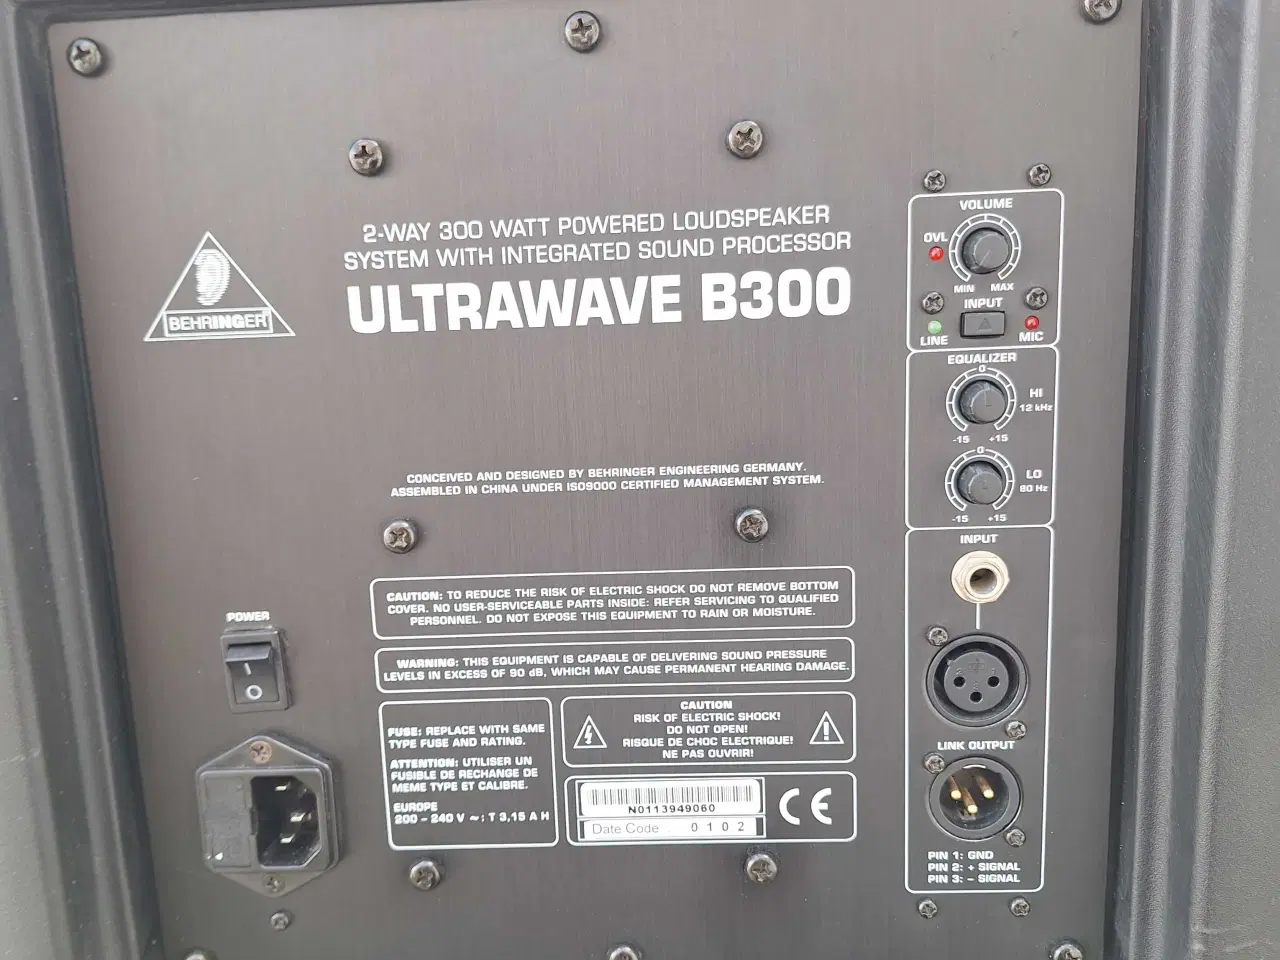 2-WAY 300 WATT POWERED LOUDSPEAKER
SYSTEM WITH INTEGRATED SOUND PROCESSOR
ULTRAWAVE B300
BEHRINGER
VOLUME
OVL
MIN MAX
INPUT
LINE MIC
EQUALIZER
0
HI
12 kHz
-15 +15
0
LO
80 Hz
-15 +15
CONCEIVED AND DESIGNED BY BEHRINGER ENGINEERING GERMANY.
ASSEMBLED IN CHINA UNDER ISO9000 CERTIFIED MANAGEMENT SYSTEM.
INPUT
CAUTION: TO REDUCE THE RISK OF ELECTRIC SHOCK DO NOT REMOVE BOTTOM
COVER. NO USER-SERVICEABLE PARTS INSIDE: REFER SERVICING TO QUALIFIED
PERSONNEL. DO NOT EXPOSE THIS EQUIPMENT TO RAIN OR MOISTURE.
POWER
I
O
WARNING: THIS EQUIPMENT IS CAPABLE OF DELIVERING SOUND PRESSURE
LEVELS IN EXCESS OF 90 dB, WHICH MAY CAUSE PERMANENT HEARING DAMAGE.
FUSE: REPLACE WITH SAME
TYPE FUSE AND RATING.
ATTENTION: UTILISER UN
FUSIBLE DE RECHANGE DE
MEME TYPE ET CALIBRE.
EUROPE
200 - 240 V ~: T 3,15 A H
CAUTION
RISK OF ELECTRIC SHOCK!
DO NOT OPEN!
RISQUE DE CHOC ELECTRIQUE!
NE PAS OUVRIR!
N0113949060
Date Code 0102
CE
LINK OUTPUT
PIN 1: GND
PIN 2: + SIGNAL
PIN 3: - SIGNAL